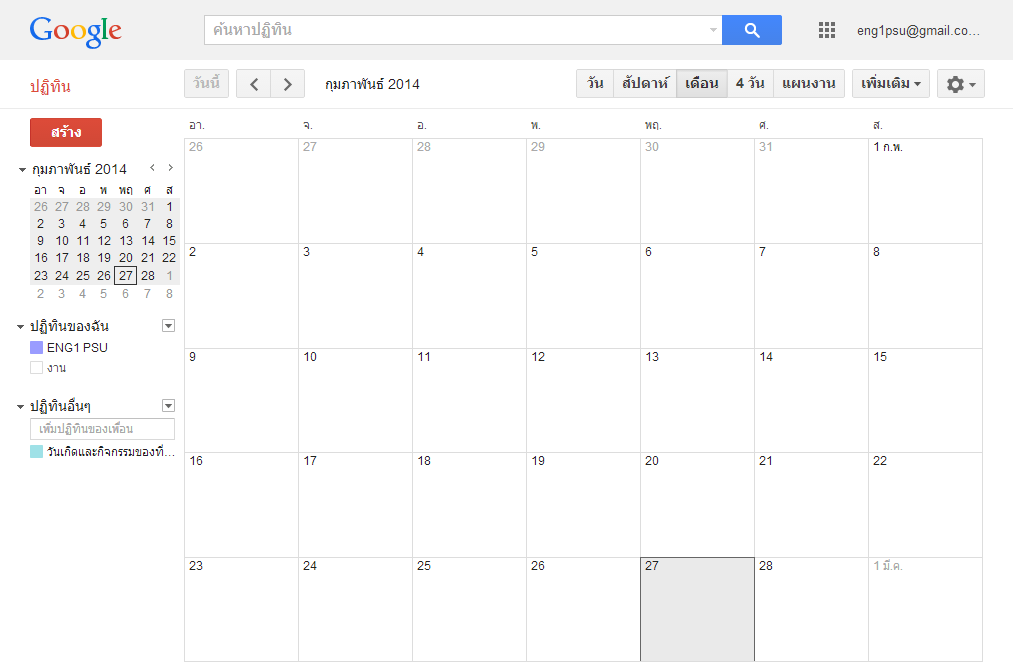 Google ค้นหาปฏิทิน eng1psu@gmail.co...
ปฏิทิน วันนี้ กุมภาพันธ์ 2014 วัน สัปดาห์ เดือน 4 วัน แผนงาน เพิ่มเติม
สร้าง
กุมภาพันธ์ 2014
อา จ อ พ พฤ ศ ส
26 27 28 29 30 31 1
2 3 4 5 6 7 8
9 10 11 12 13 14 15
16 17 18 19 20 21 22
23 24 25 26 27 28 1
2 3 4 5 6 7 8
ปฏิทินของฉัน
ENG1 PSU
งาน
ปฏิทินอื่นๆ
เพิ่มปฏิทินของเพื่อน
วันเกิดและกิจกรรมของที่...
อา. จ. อ. พ. พฤ. ศ. ส.
26 27 28 29 30 31 1 ก.พ.
2 3 4 5 6 7 8
9 10 11 12 13 14 15
16 17 18 19 20 21 22
23 24 25 26 27 28 1 มี.ค.